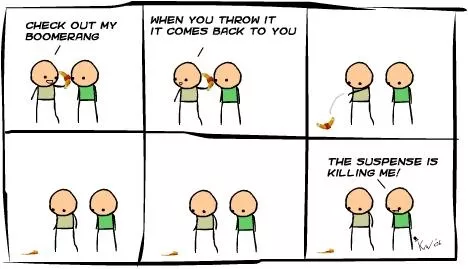 CHECK OUT MY
BOOMERANG
WHEN YOU THROW IT
IT COMES BACK TO YOU
THE SUSPENSE IS
KILLING ME!